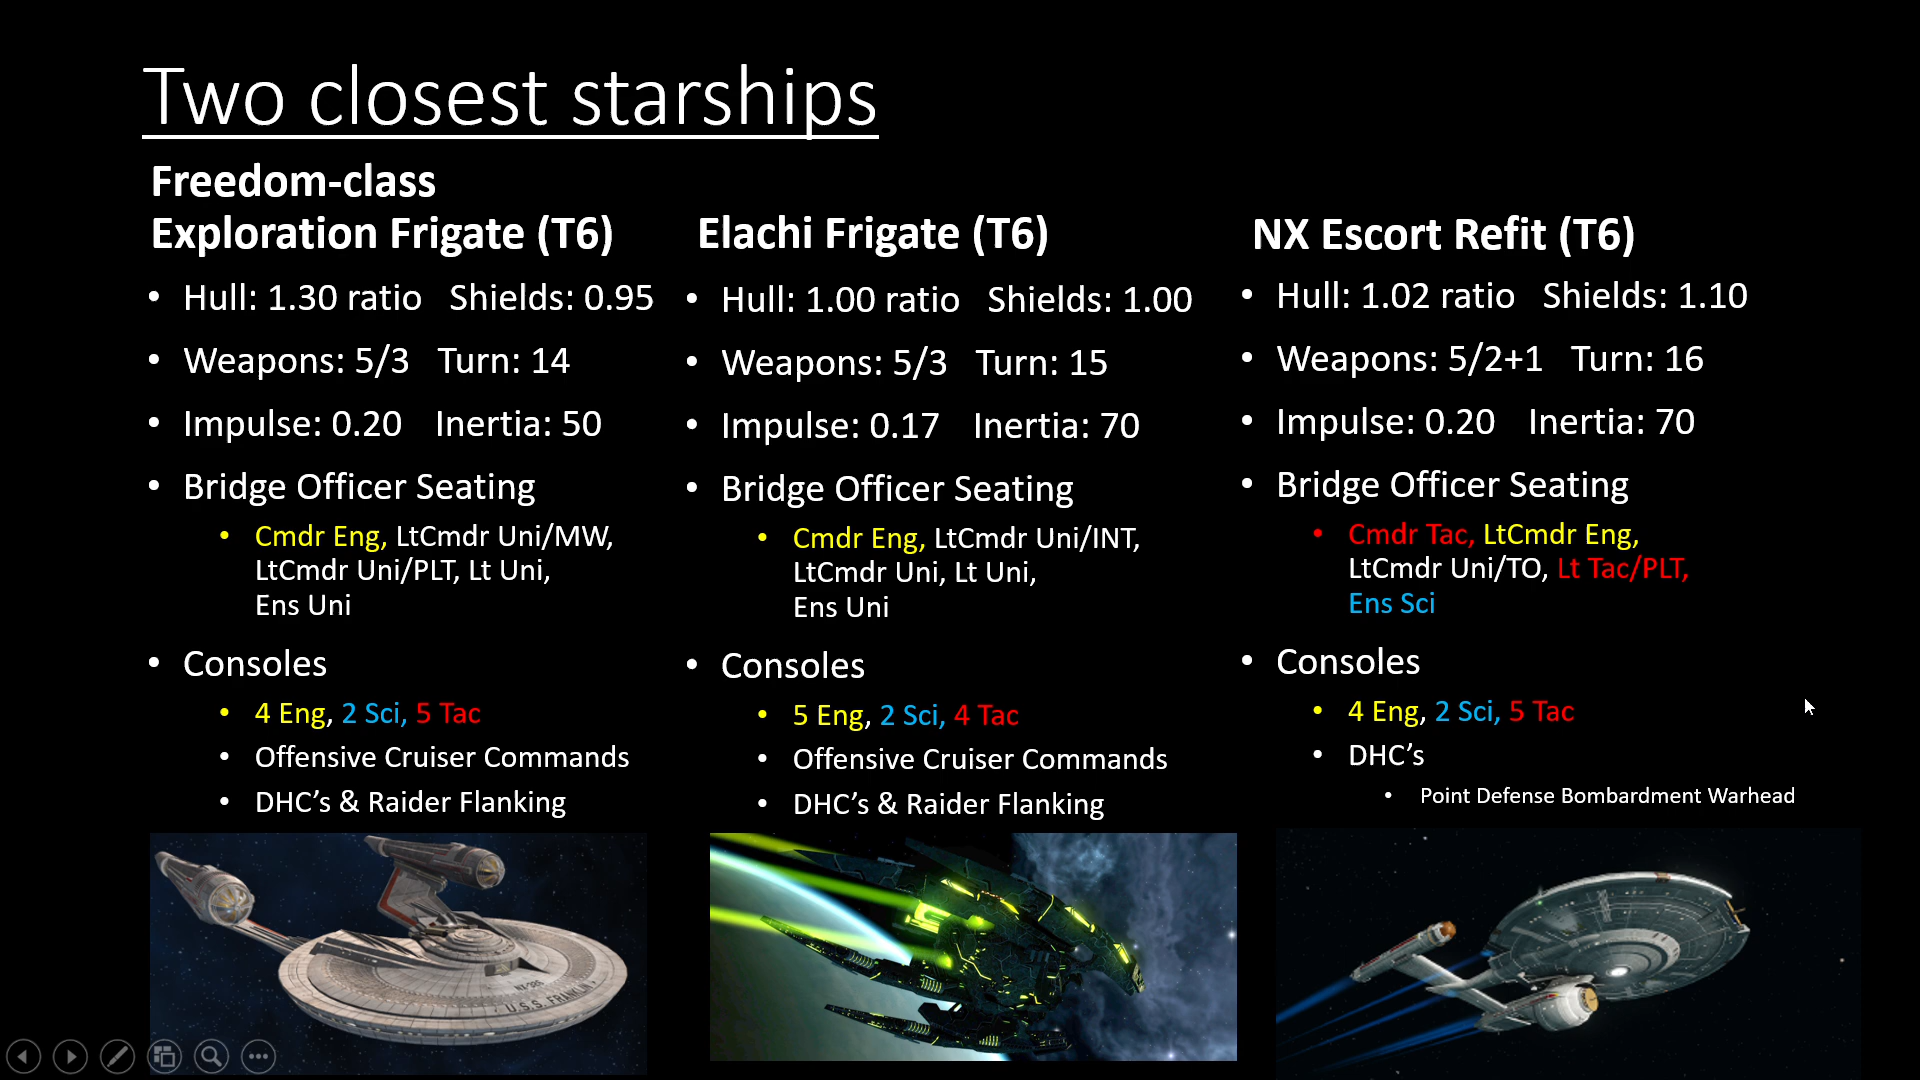 Two closest starships
Freedom-class
Exploration Frigate (T6)
• Hull: 1.30 ratio   Shields: 0.95
• Weapons: 5/3   Turn: 14
• Impulse: 0.20   Inertia: 50
• Bridge Officer Seating
• Cmdr Eng, LtCmdr Uni/MW,
LtCmdr Uni/PLT, Lt Uni,
Ens Uni
• Consoles
• 4 Eng, 2 Sci, 5 Tac
• Offensive Cruiser Commands
• DHC’s & Raider Flanking
Elachi Frigate (T6)
• Hull: 1.00 ratio   Shields: 1.00
• Weapons: 5/3   Turn: 15
• Impulse: 0.17   Inertia: 70
• Bridge Officer Seating
• Cmdr Eng, LtCmdr Uni/INT,
LtCmdr Uni, Lt Uni,
Ens Uni
• Consoles
• 5 Eng, 2 Sci, 4 Tac
• Offensive Cruiser Commands
• DHC’s & Raider Flanking
NX Escort Refit (T6)
• Hull: 1.02 ratio   Shields: 1.10
• Weapons: 5/2+1   Turn: 16
• Impulse: 0.20   Inertia: 70
• Bridge Officer Seating
• Cmdr Tac, LtCmdr Eng,
LtCmdr Uni/TO, Lt Tac/PLT,
Ens Sci
• Consoles
• 4 Eng, 2 Sci, 5 Tac
• DHC’s
• Point Defense Bombardment Warhead
NX-326
U.S.S. FRANKLIN